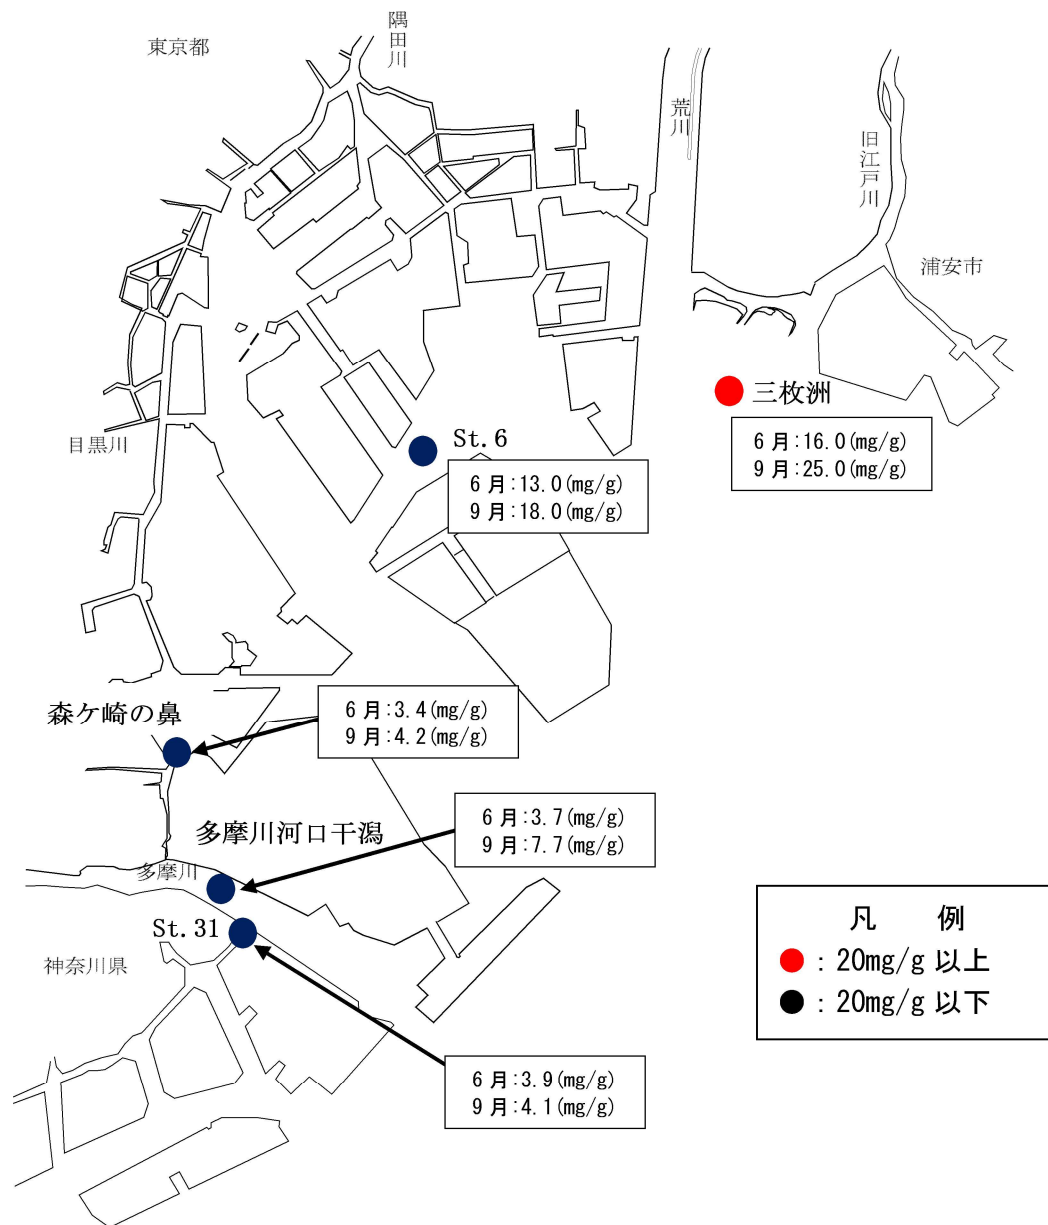 東京都
隅田川
荒川
旧江戸川
浦安市
三枚洲
6 月:16.0(mg/g)
9 月:25.0(mg/g)
目黒川
St.6
6 月:13.0(mg/g)
9 月:18.0(mg/g)
森ケ崎の鼻
6 月:3.4(mg/g)
9 月:4.2(mg/g)
多摩川河口干潟
6 月:3.7(mg/g)
9 月:7.7(mg/g)
多摩川
St.31
神奈川県
6 月:3.9(mg/g)
9 月:4.1(mg/g)
凡 例
: 20mg/g 以上
: 20mg/g 以下